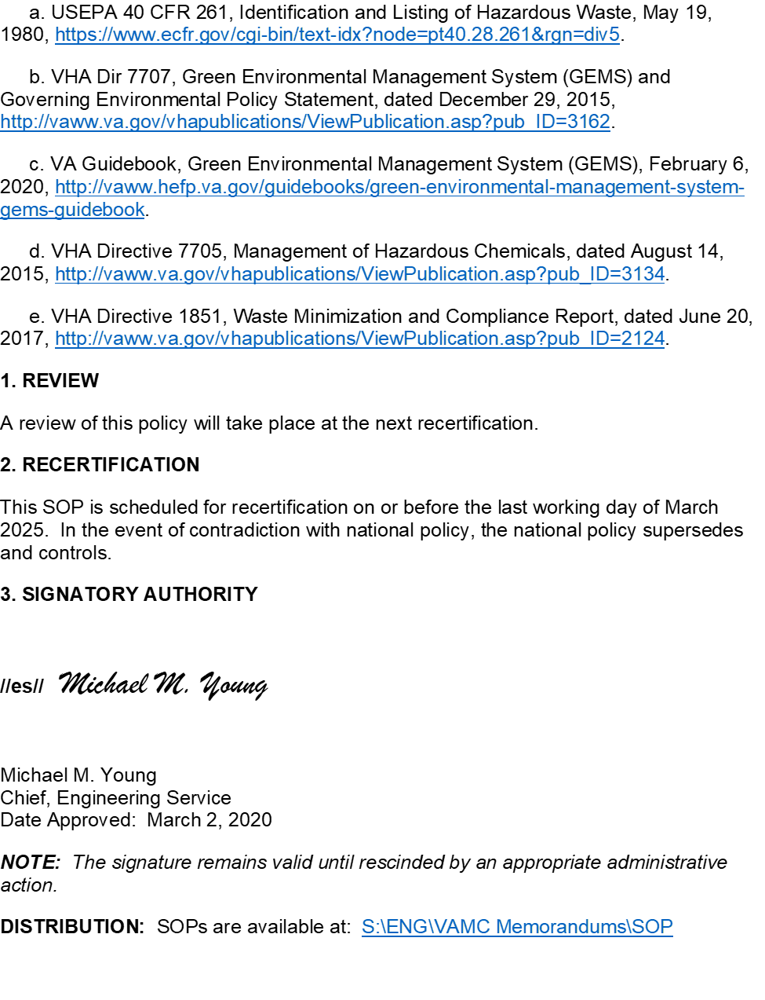 a. USEPA 40 CFR 261, Identification and Listing of Hazardous Waste, May 19,
1980, https://www.ecfr.gov/cgi-bin/text-idx?node=pt40.28.261&rgn=div5.
b. VHA Dir 7707, Green Environmental Management System (GEMS) and
Governing Environmental Policy Statement, dated December 29, 2015,
http://vaww.va.gov/vhapublications/ViewPublication.asp?pub_ID=3162.
c. VA Guidebook, Green Environmental Management System (GEMS), February 6,
2020, http://vaww.hefp.va.gov/guidebooks/green-environmental-management-system-
gems-guidebook.
d. VHA Directive 7705, Management of Hazardous Chemicals, dated August 14,
2015, http://vaww.va.gov/vhapublications/ViewPublication.asp?pub_ID=3134.
e. VHA Directive 1851, Waste Minimization and Compliance Report, dated June 20,
2017, http://vaww.va.gov/vhapublications/ViewPublication.asp?pub_ID=2124.
1. REVIEW
A review of this policy will take place at the next recertification.
2. RECERTIFICATION
This SOP is scheduled for recertification on or before the last working day of March
2025.  In the event of contradiction with national policy, the national policy supersedes
and controls.
3. SIGNATORY AUTHORITY
//es// Michael M. Young
Michael M. Young
Chief, Engineering Service
Date Approved:  March 2, 2020
NOTE:  The signature remains valid until rescinded by an appropriate administrative
action.
DISTRIBUTION:  SOPs are available at:  S:\ENG\VAMC Memorandums\SOP